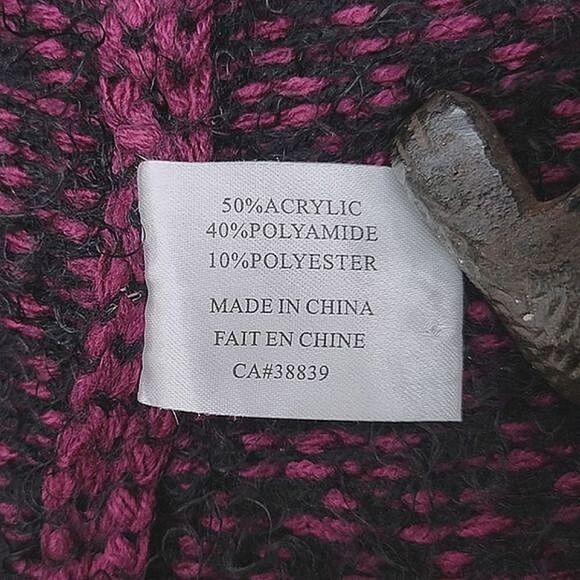 50%ACRYLIC
40%POLYAMIDE
10%POLYESTER
MADE IN CHINA
FAIT EN CHINE
CA#38839